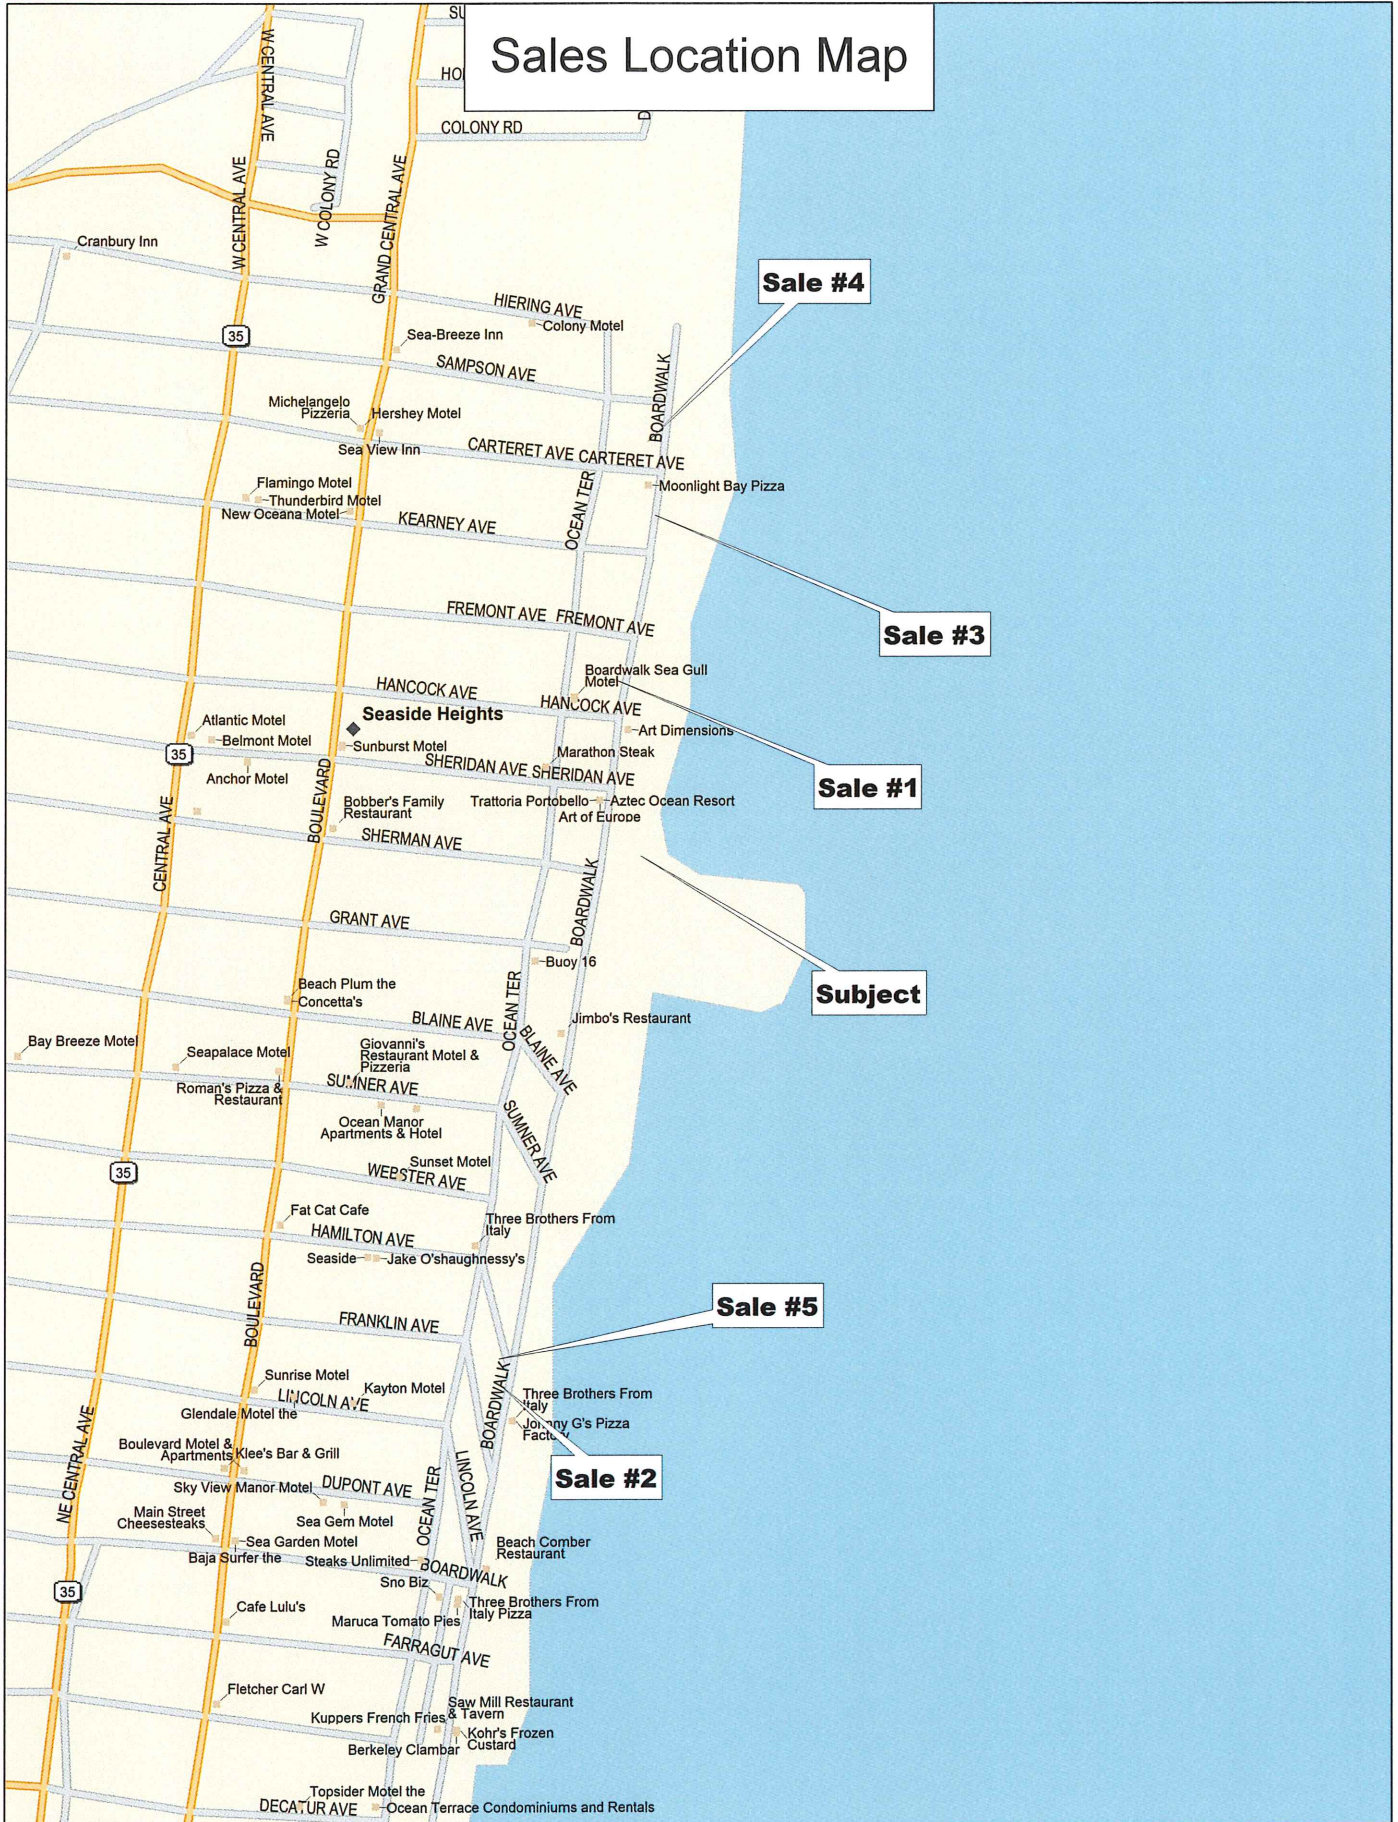 SU
Sales Location Map
HO
W CENTRAL AVE
COLONY RD
D
W CENTRAL AVE
W COLONY RD
GRAND CENTRAL AVE
Cranbury Inn
Sale #4
HIERING AVE
Colony Motel
35
Sea-Breeze Inn
SAMPSON AVE
BOARDWALK
Michelangelo
Pizzeria
Hershey Motel
Sea View Inn
CARTERET AVE
CARTERET AVE
Flamingo Motel
Moonlight Bay Pizza
Thunderbird Motel
New Oceana Motel
KEARNEY AVE
OCEAN TER
FREMONT AVE
FREMONT AVE
Sale #3
Boardwalk Sea Gull
Motel
HANCOCK AVE
HANCOCK AVE
Seaside Heights
Atlantic Motel
Belmont Motel
Art Dimensions
35
Sunburst Motel
Marathon Steak
Anchor Motel
SHERIDAN AVE
SHERIDAN AVE
Sale #1
BOULEVARD
Bobber's Family
Restaurant
Trattoria Portobello
Aztec Ocean Resort
Art of Europe
CENTRAL AVE
SHERMAN AVE
BOARDWALK
GRANT AVE
Buoy 16
Subject
Beach Plum the
Concetta's
OCEAN TER
BLAINE AVE
Jimbo's Restaurant
BLAINE AVE
Bay Breeze Motel
Seapalace Motel
Giovanni's
Restaurant Motel &
Pizzeria
Roman's Pizza &
Restaurant
SUMNER AVE
Ocean Manor
Apartments & Hotel
SUMNER AVE
Sunset Motel
35
WEBSTER AVE
Fat Cat Cafe
Three Brothers From
Italy
HAMILTON AVE
Seaside
Jake O'shaughnessy's
BOULEVARD
Sale #5
FRANKLIN AVE
Sunrise Motel
BOARDWALK
LINCOLN AVE
Kayton Motel
Three Brothers From
Italy
Glendale Motel the
Johnny G's Pizza
Factory
NE CENTRAL AVE
Boulevard Motel &
Apartments
Klee's Bar & Grill
Sale #2
LINCOLN AVE
Sky View Manor Motel
DUPONT AVE
OCEAN TER
Main Street
Cheesesteaks
Sea Gem Motel
Sea Garden Motel
Beach Comber
Restaurant
Baja Surfer the
Steaks Unlimited
BOARDWALK
35
Sno Biz
Cafe Lulu's
Three Brothers From
Italy Pizza
Maruca Tomato Pies
FARRAGUT AVE
Fletcher Carl W
Saw Mill Restaurant
& Tavern
Kuppers French Fries
Kohr's Frozen
Custard
Berkeley Clambar
Topsider Motel the
DECATUR AVE
Ocean Terrace Condominiums and Rentals